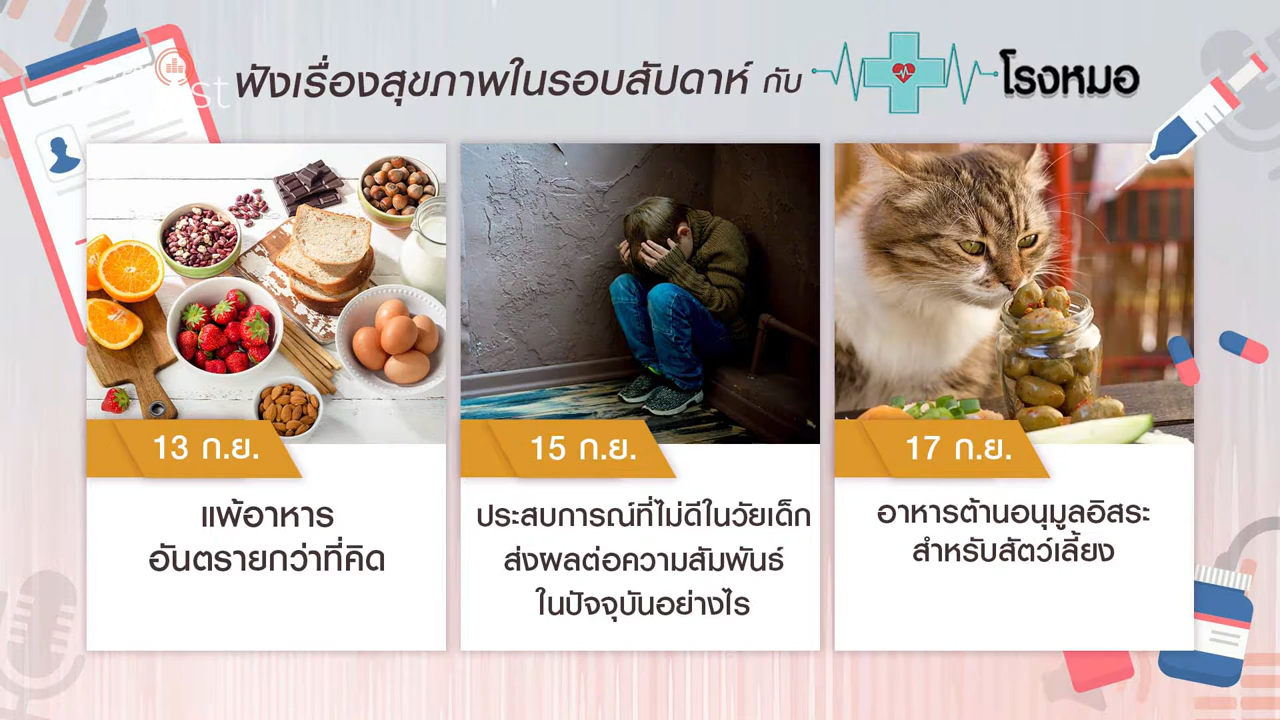 ฟังเรื่องสุขภาพในรอบสัปดาห์ กับ โรงหมอ
13 ก.ย.
แพ้อาหาร
อันตรายกว่าที่คิด
15 ก.ย.
ประสบการณ์ที่ไม่ดีในวัยเด็ก
ส่งผลต่อความสัมพันธ์
ในปัจจุบันอย่างไร
17 ก.ย.
อาหารต้านอนุมูลอิสระ
สำหรับสัตว์เลี้ยง